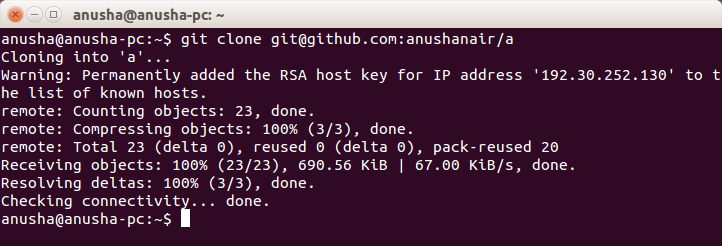 anusha@anusha-pc: ~
anusha@anusha-pc:~$ git clone git@github.com:anushanair/a
Cloning into 'a'...
Warning: Permanently added the RSA host key for IP address '192.30.252.130' to t
he list of known hosts.
remote: Counting objects: 23, done.
remote: Compressing objects: 100% (3/3), done.
remote: Total 23 (delta 0), reused 0 (delta 0), pack-reused 20
Receiving objects: 100% (23/23), 690.56 KiB | 67.00 KiB/s, done.
Resolving deltas: 100% (3/3), done.
Checking connectivity... done.
anusha@anusha-pc:~$